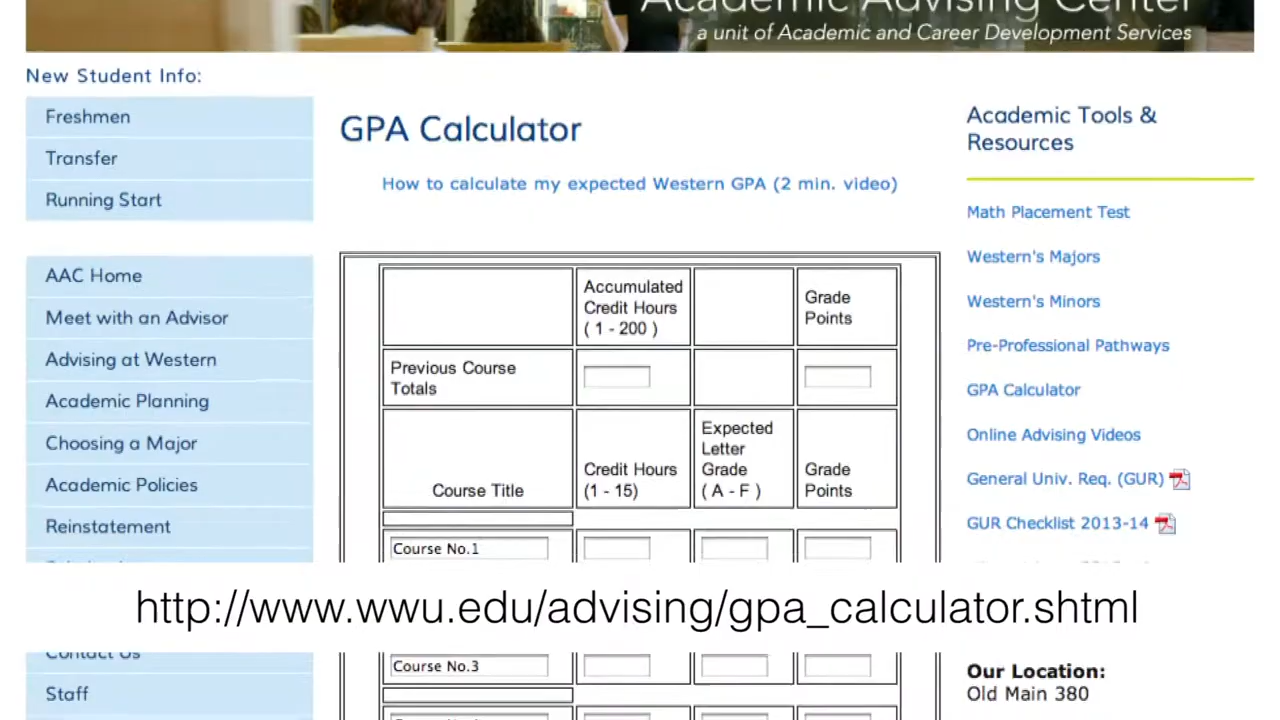 Academic Advising Center
a unit of Academic and Career Development Services
New Student Info:
Freshmen
Transfer
Running Start
AAC Home
Meet with an Advisor
Advising at Western
Academic Planning
Choosing a Major
Academic Policies
Reinstatement
Contact Us
Staff
GPA Calculator
How to calculate my expected Western GPA (2 min. video)
Accumulated
Credit Hours
( 1 - 200 )
Grade
Points
Previous Course
Totals
Course Title
Credit Hours
(1 - 15)
Expected
Letter
Grade
( A - F )
Grade
Points
Course No.1
http://www.wwu.edu/advising/gpa_calculator.shtml
Course No.3
Academic Tools &
Resources
Math Placement Test
Western's Majors
Western's Minors
Pre-Professional Pathways
GPA Calculator
Online Advising Videos
General Univ. Req. (GUR)
GUR Checklist 2013-14
Our Location:
Old Main 380